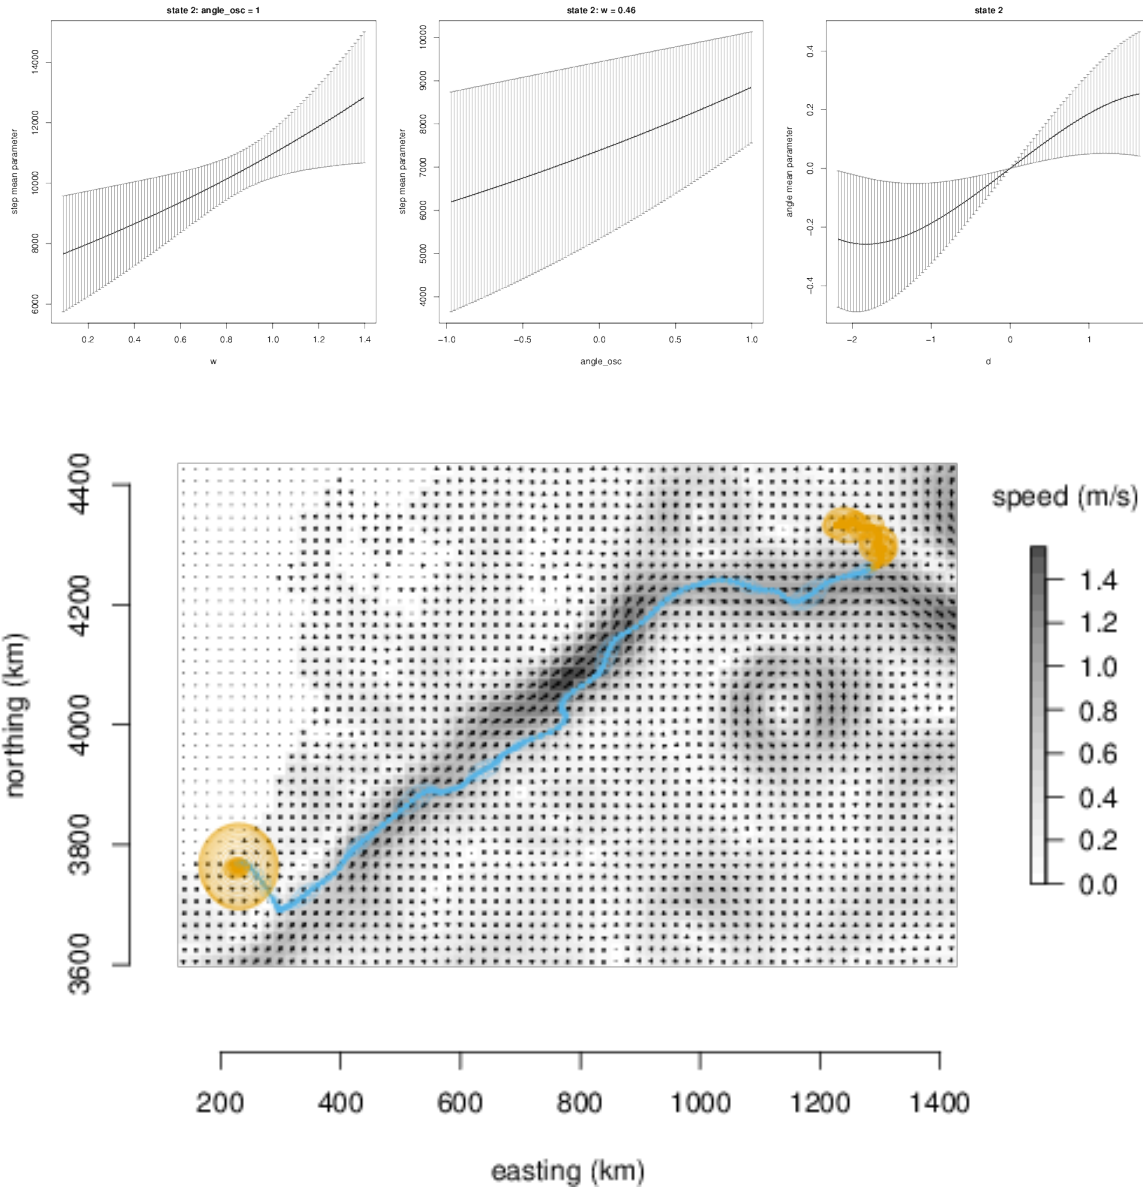 state 2: angle_osc = 1
step mean parameter
6000 8000 10000 12000 14000
0.2 0.4 0.6 0.8 1.0 1.2 1.4
w
state 2: w = 0.46
step mean parameter
4000 5000 6000 7000 8000 9000 10000
−1.0 −0.5 0.0 0.5 1.0
angle_osc
state 2
angle mean parameter
−0.4 −0.2 0.0 0.2 0.4
−2 −1 0 1
d
northing (km)
3600 3800 4000 4200 4400
200 400 600 800 1000 1200 1400
easting (km)
speed (m/s)
1.4
1.2
1.0
0.8
0.6
0.4
0.2
0.0